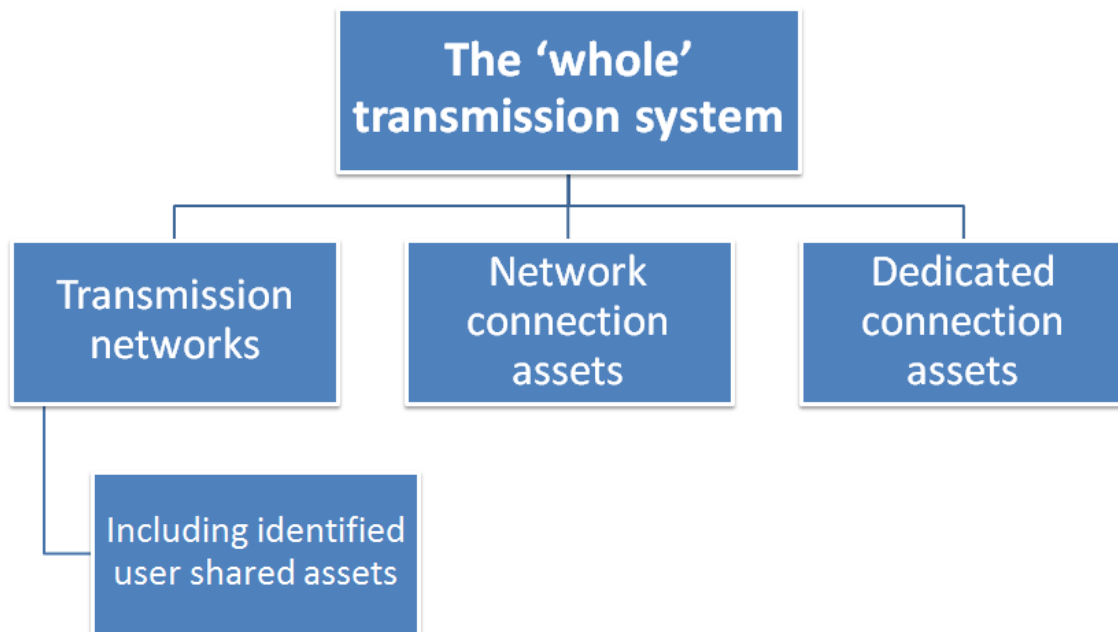 The ‘whole’
transmission system
Transmission
networks
Network
connection
assets
Dedicated
connection
assets
Including identified
user shared assets